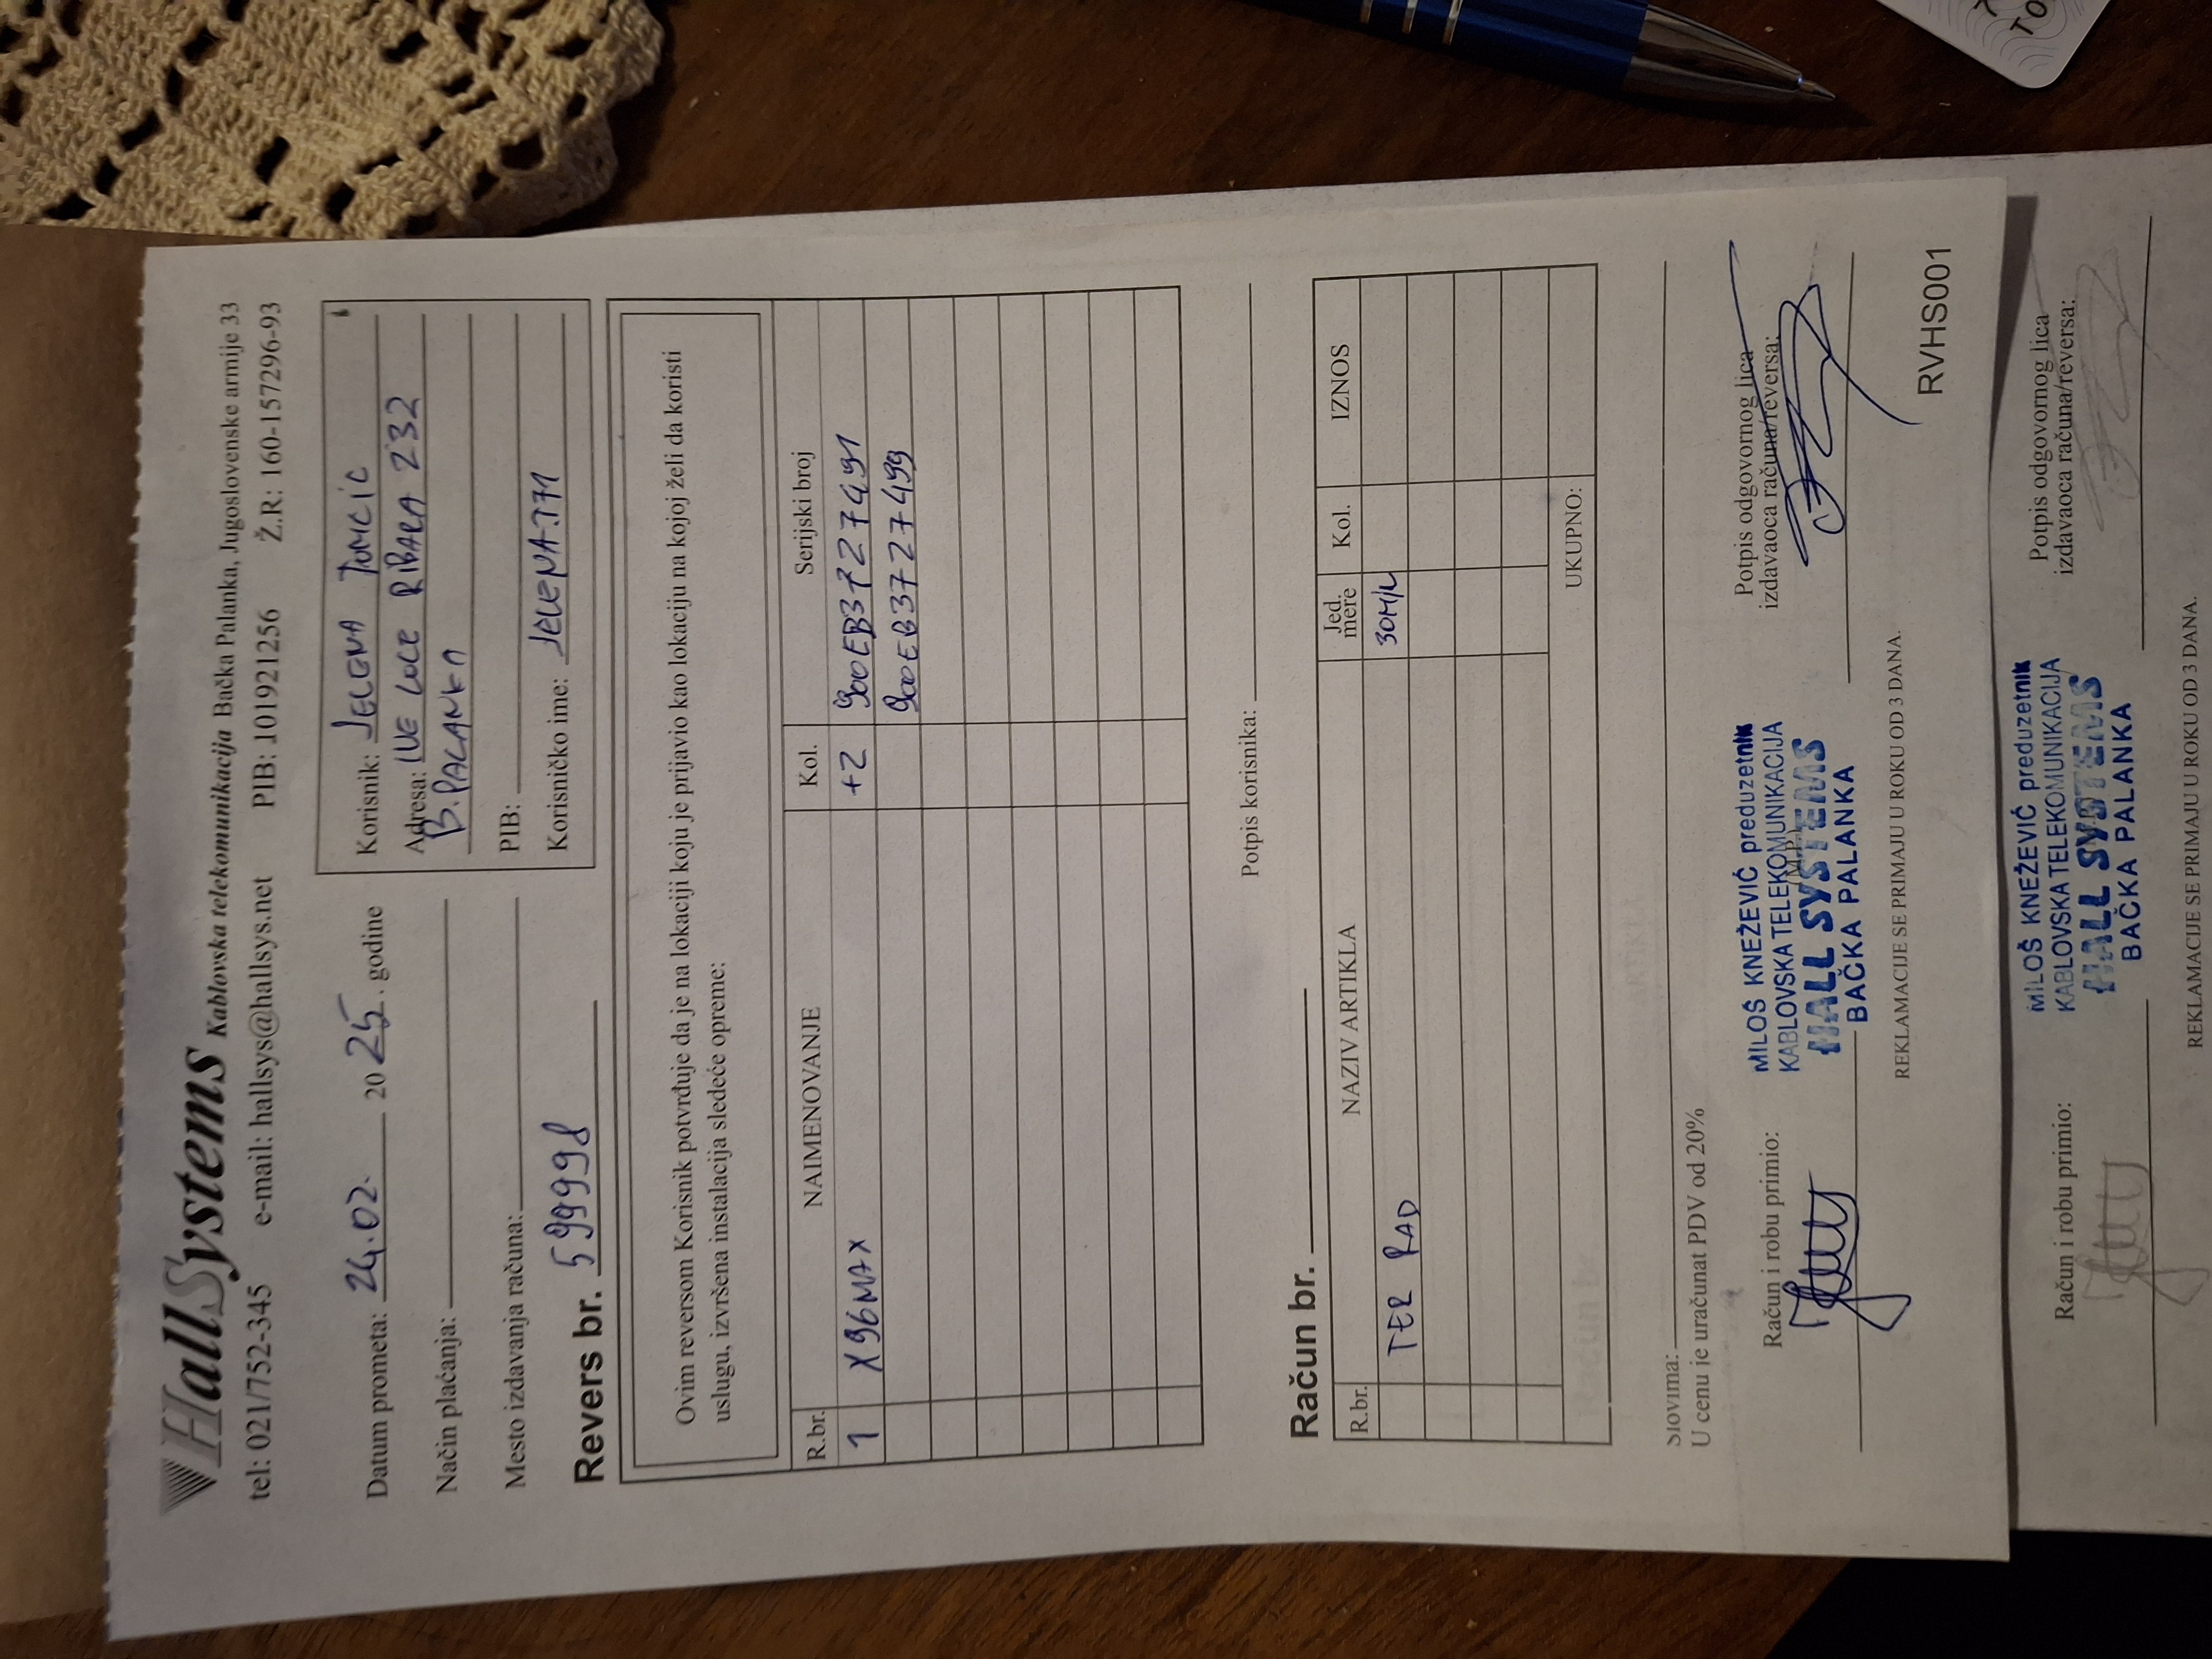 HallSystems Kablovska telekomunikacija Bačka Palanka, Jugoslovenske armije 33
tel: 021/752-345 e-mail: hallsys@hallsys.net PIB: 101921256 Ž.R: 160-157296-93
Datum prometa: 24.02. 2025. godine
Način plaćanja:
Mesto izdavanja računa:
Korisnik: JELENA TOMČIĆ
Adresa: IVE LOLE RIBARA 232
B. PALANKA
PIB:
Korisničko ime: JELENA.771
Revers br. 599998
Ovim reversom Korisnik potvrđuje da je na lokaciji koju je prijavio kao lokaciju na kojoj želi da koristi
uslugu, izvršena instalacija sledeće opreme:
R.br. NAIMENOVANJE Kol. Serijski broj
1 X96MAX +2 900EB3727491
900EB3727499
Potpis korisnika:
Račun br.
R.br. NAZIV ARTIKLA Jed. mere Kol. IZNOS
TER RAD 30MIN
UKUPNO:
Slovima:
U cenu je uračunat PDV od 20%
Račun i robu primio:
MILOŠ KNEŽEVIĆ preduzetnik
KABLOVSKA TELEKOMUNIKACIJA
HALL SYSTEMS
BAČKA PALANKA
Potpis odgovornog lica
izdavaoca računa/reversa:
REKLAMACIJE SE PRIMAJU U ROKU OD 3 DANA.
RVHS001
Račun i robu primio:
MILOŠ KNEŽEVIĆ preduzetnik
KABLOVSKA TELEKOMUNIKACIJA
HALL SYSTEMS
BAČKA PALANKA
Potpis odgovornog lica
izdavaoca računa/reversa:
REKLAMACIJE SE PRIMAJU U ROKU OD 3 DANA.